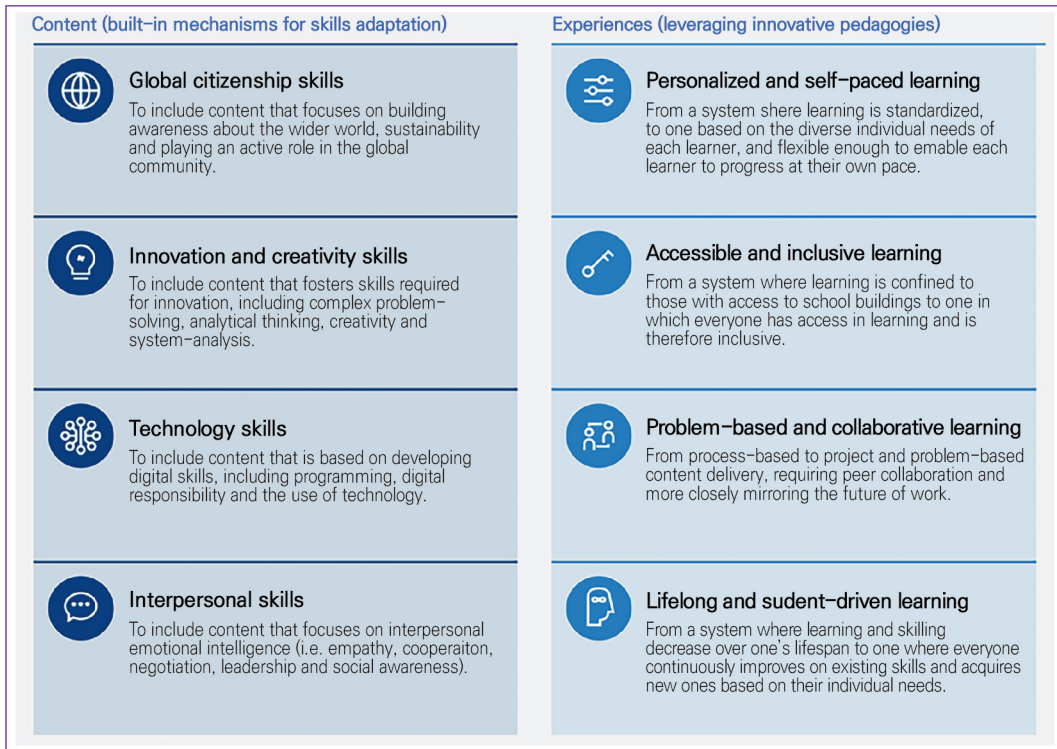 Content (built-in mechanisms for skills adaptation)
Global citizenship skills
To include content that focuses on building
awareness about the wider world, sustainability
and playing an active role in the global
community.
Innovation and creativity skills
To include content that fosters skills required
for innovation, including complex problem-
solving, analytical thinking, creativity and
system-analysis.
Technology skills
To include content that is based on developing
digital skills, including programming, digital
responsibility and the use of technology.
Interpersonal skills
To include content that focuses on interpersonal
emotional intelligence (i.e. empathy, cooperaiton,
negotiation, leadership and social awareness).
Experiences (leveraging innovative pedagogies)
Personalized and self-paced learning
From a system shere learning is standardized,
to one based on the diverse individual needs of
each learner, and flexible enough to emable each
learner to progress at their own pace.
Accessible and inclusive learning
From a system where learning is confined to
those with access to school buildings to one in
which everyone has access in learning and is
therefore inclusive.
Problem-based and collaborative learning
From process-based to project and problem-based
content delivery, requiring peer collaboration and
more closely mirroring the future of work.
Lifelong and sudent-driven learning
From a system where learning and skilling
decrease over one's lifespan to one where everyone
continuously improves on existing skills and acquires
new ones based on their individual needs.